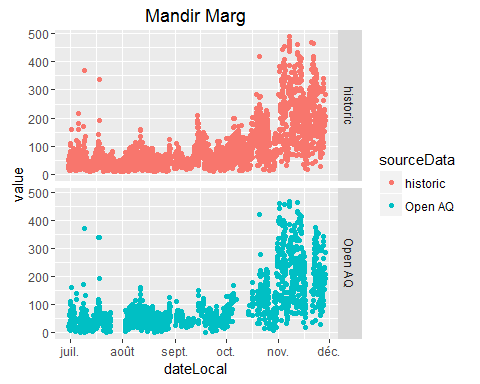 Mandir Marg
500
400
300
200
100
0
historic
500
400
300
200
100
0
Open AQ
value
juil.
août
sept.
oct.
nov.
déc.
dateLocal
sourceData
historic
Open AQ